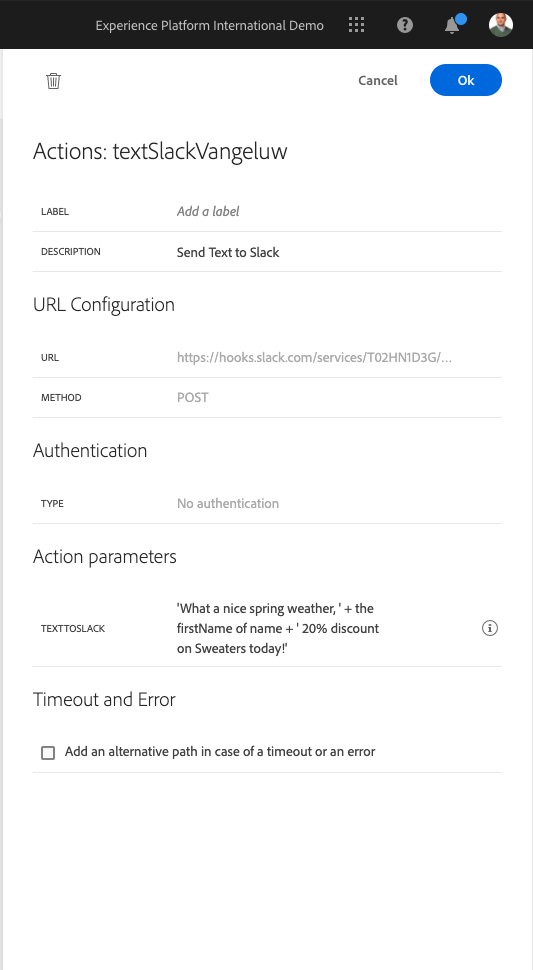 Experience Platform International Demo
Cancel
Ok
Actions: textSlackVangeluw
LABEL
Add a label
DESCRIPTION
Send Text to Slack
URL Configuration
URL
https://hooks.slack.com/services/T02HN1D3G/...
METHOD
POST
Authentication
TYPE
No authentication
Action parameters
TEXTTOSLACK
'What a nice spring weather, ' + the
firstName of name + ' 20% discount
on Sweaters today!'
Timeout and Error
Add an alternative path in case of a timeout or an error